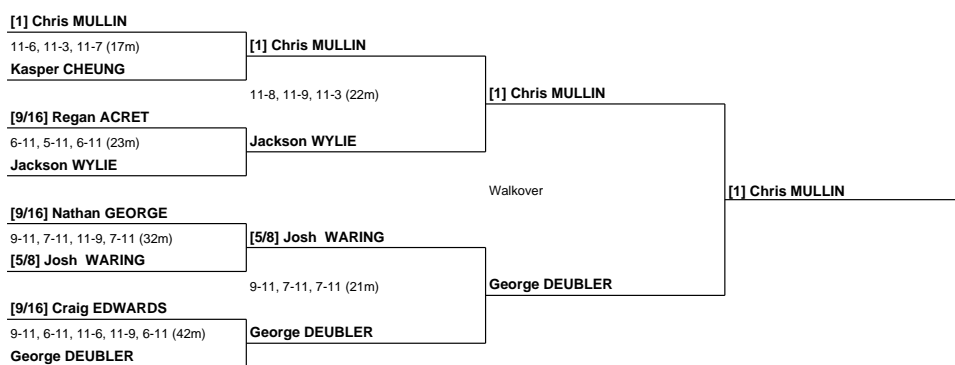 [1] Chris MULLIN
11-6, 11-3, 11-7 (17m)
Kasper CHEUNG
[9/16] Regan ACRET
6-11, 5-11, 6-11 (23m)
Jackson WYLIE
[9/16] Nathan GEORGE
9-11, 7-11, 11-9, 7-11 (32m)
[5/8] Josh WARING
[9/16] Craig EDWARDS
9-11, 6-11, 11-6, 11-9, 6-11 (42m)
George DEUBLER
[1] Chris MULLIN
11-8, 11-9, 11-3 (22m)
Jackson WYLIE
[5/8] Josh WARING
9-11, 7-11, 7-11 (21m)
George DEUBLER
[1] Chris MULLIN
Walkover
George DEUBLER
[1] Chris MULLIN